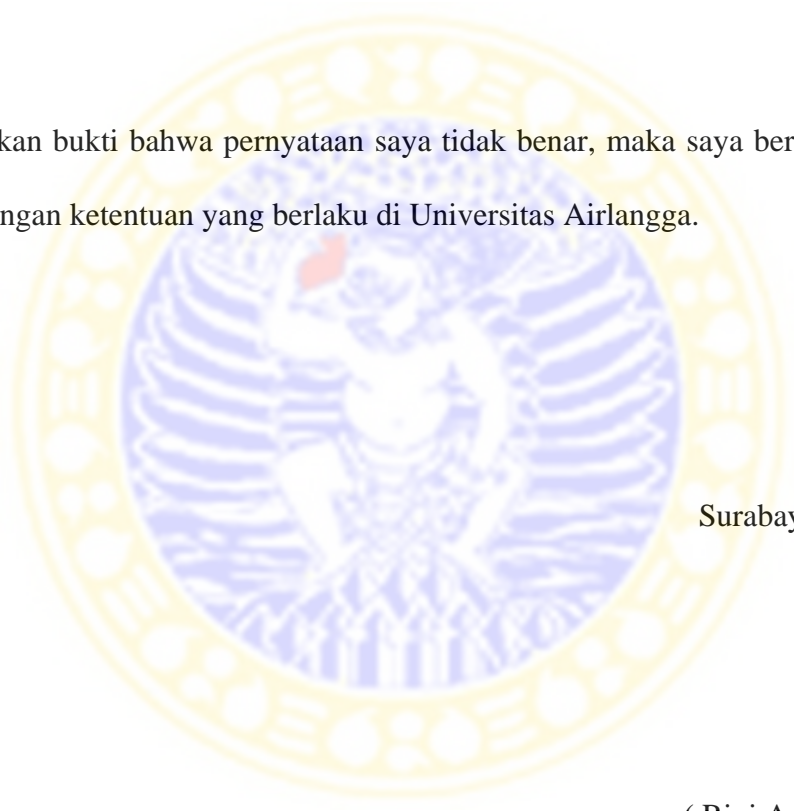 kan bukti bahwa pernyataan saya tidak benar, maka saya ber
ngan ketentuan yang berlaku di Universitas Airlangga.
Surabay